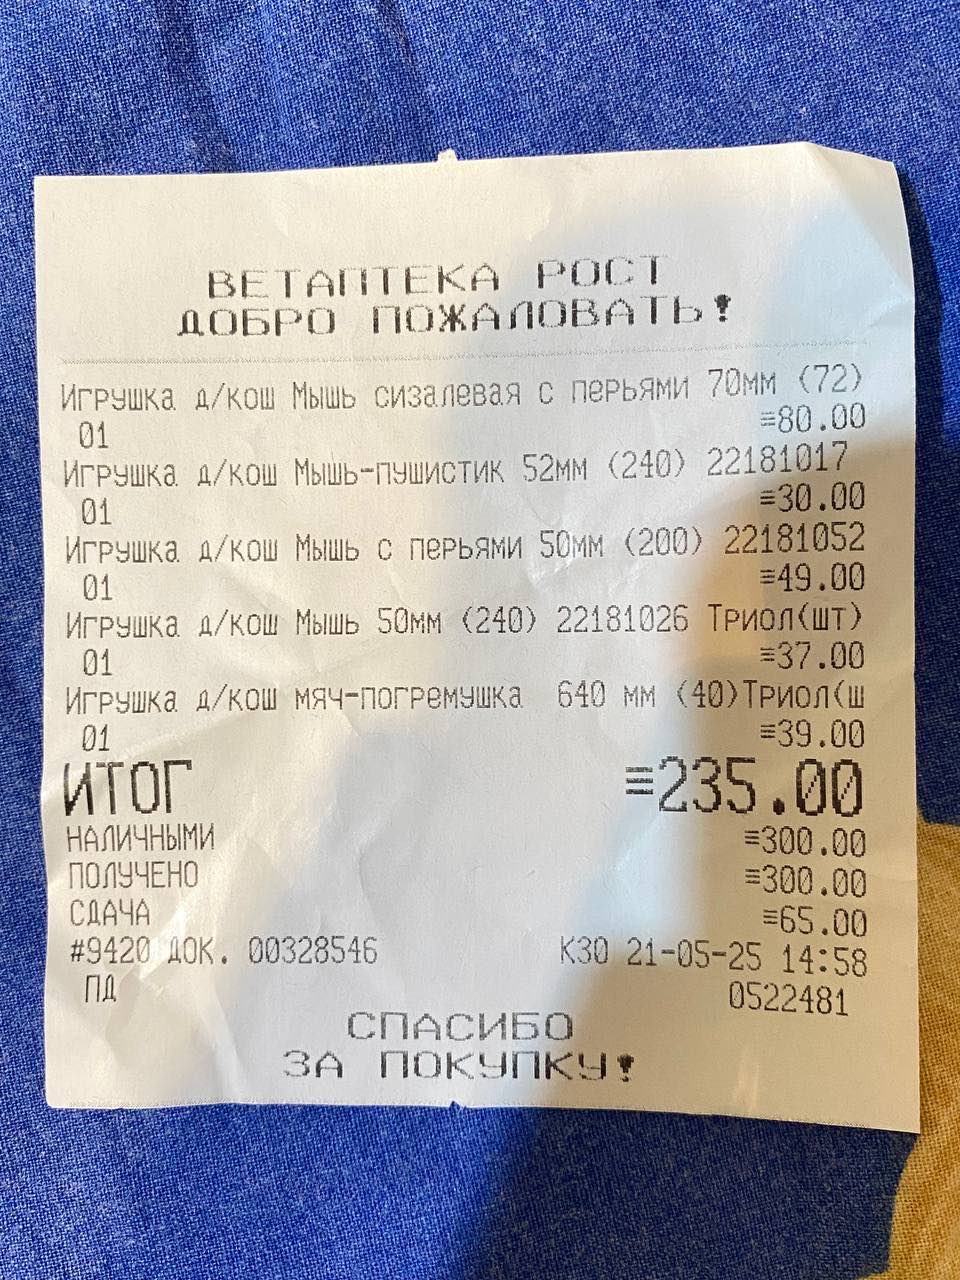 ВЕТАПТЕКА РОСТ
ДОБРО ПОЖАЛОВАТЬ!
Игрушка д/кош Мышь сизалевая с перьями 70мм (72)
01 ≡80.00
Игрушка д/кош Мышь-пушистик 52мм (240) 22181017
01 ≡30.00
Игрушка д/кош Мышь с перьями 50мм (200) 22181052
01 ≡49.00
Игрушка д/кош Мышь 50мм (240) 22181026 Триол(шт)
01 ≡37.00
Игрушка д/кош мяч-погремушка 640 мм (40)Триол(ш
01 ≡39.00
ИТОГ ≡235.00
НАЛИЧНЫМИ ≡300.00
ПОЛУЧЕНО ≡300.00
СДАЧА ≡65.00
#9420 ДОК. 00328546 К30 21-05-25 14:58
ПД 0522481
СПАСИБО
ЗА ПОКУПКУ!